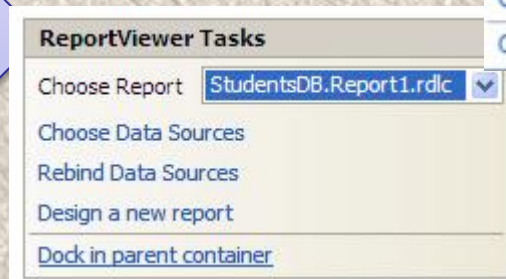 ReportViewer Tasks
Choose Report StudentsDB.Report1.rdlc
Choose Data Sources
Rebind Data Sources
Design a new report
Dock in parent container